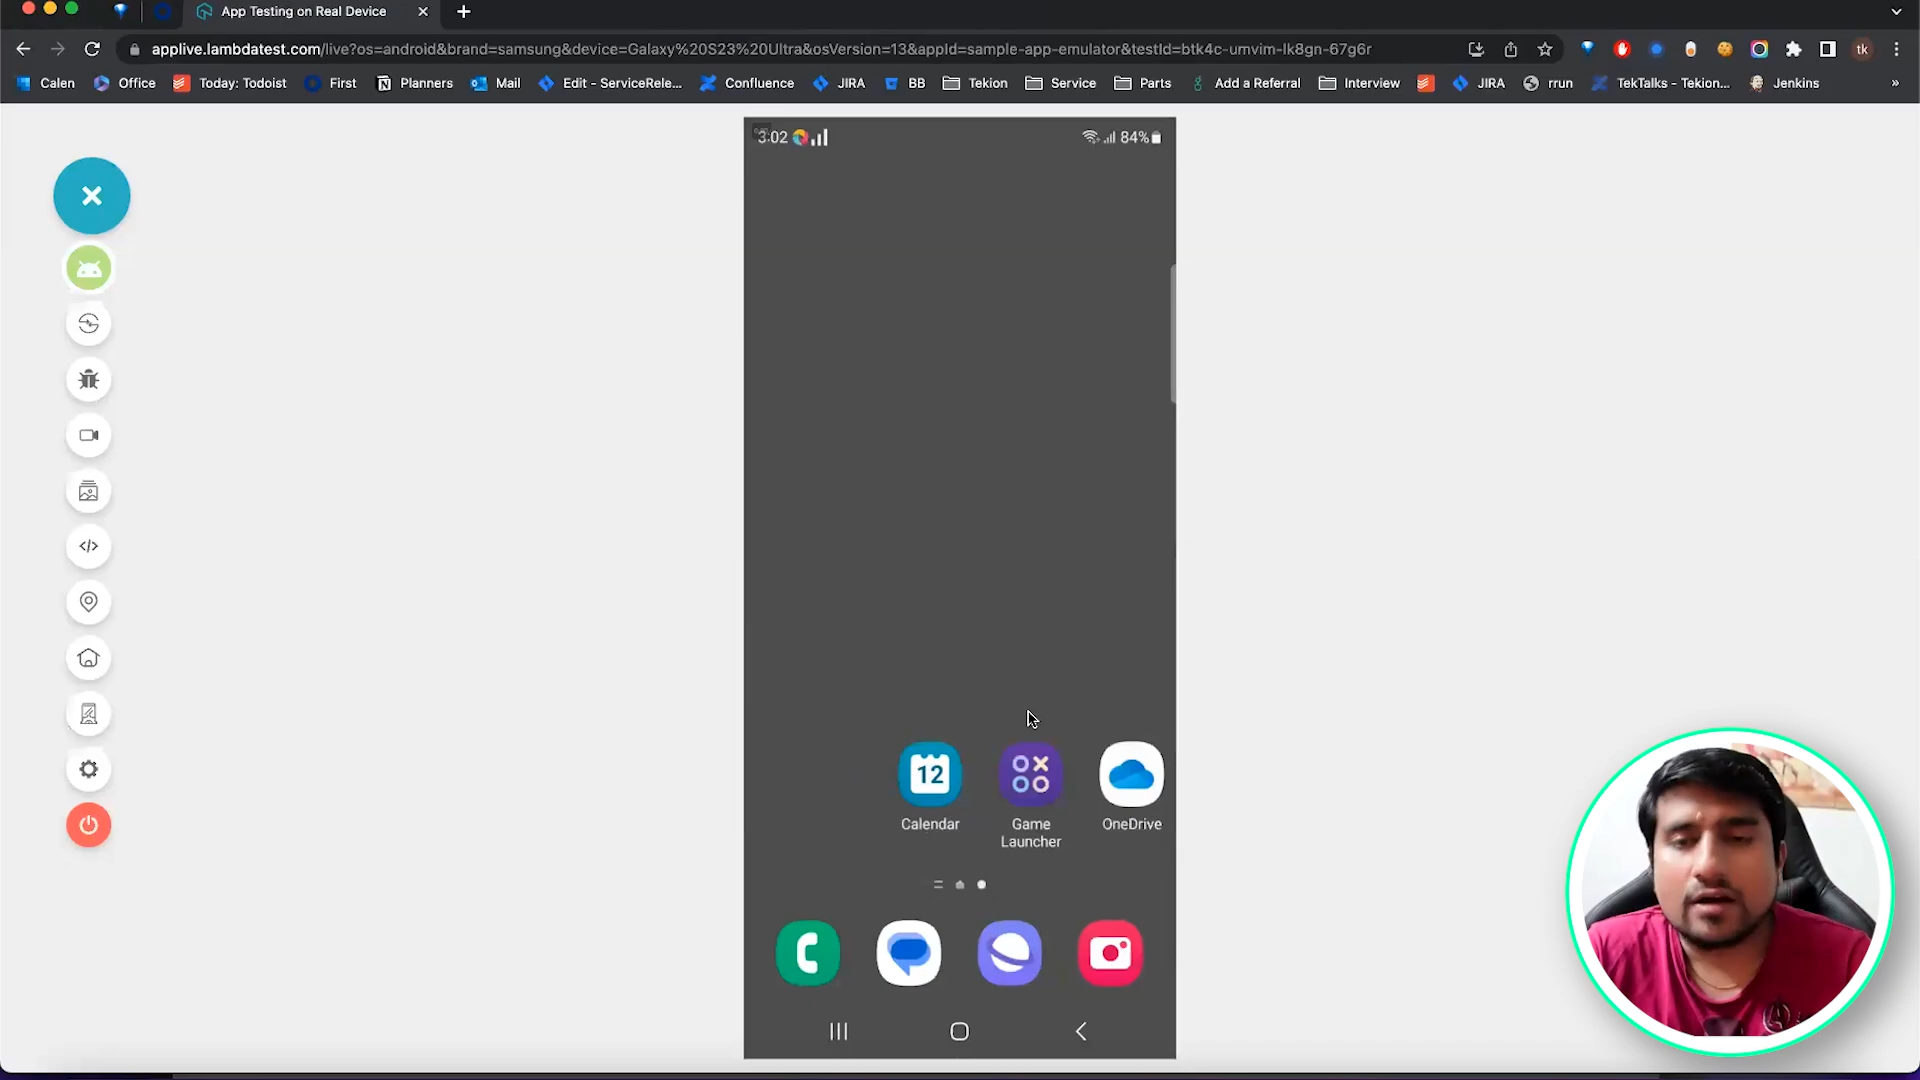 App Testing on Real Device
applive.lambdatest.com/live?os=android&brand=samsung&device=Galaxy%20S23%20Ultra&osVersion=13&appId=sample-app-emulator&testId=btk4c-umvim-lk8gn-67g6r
tk
Calen Office Today: Todoist First Planners Mail Edit - ServiceRele... Confluence JIRA BB Tekion Service Parts Add a Referral Interview JIRA rrun TekTalks - Tekion... Jenkins »
3:02 84%
12
Calendar Game Launcher OneDrive